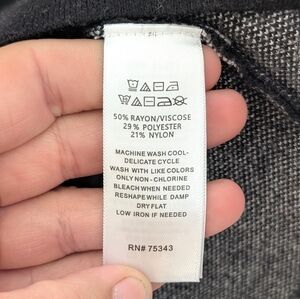 50% RAYON/VISCOSE
29% POLYESTER
21% NYLON
MACHINE WASH COOL-
DELICATE CYCLE
WASH WITH LIKE COLORS
ONLY NON-CHLORINE
BLEACH WHEN NEEDED
RESHAPE WHILE DAMP
DRY FLAT
LOW IRON IF NEEDED
RN# 75343